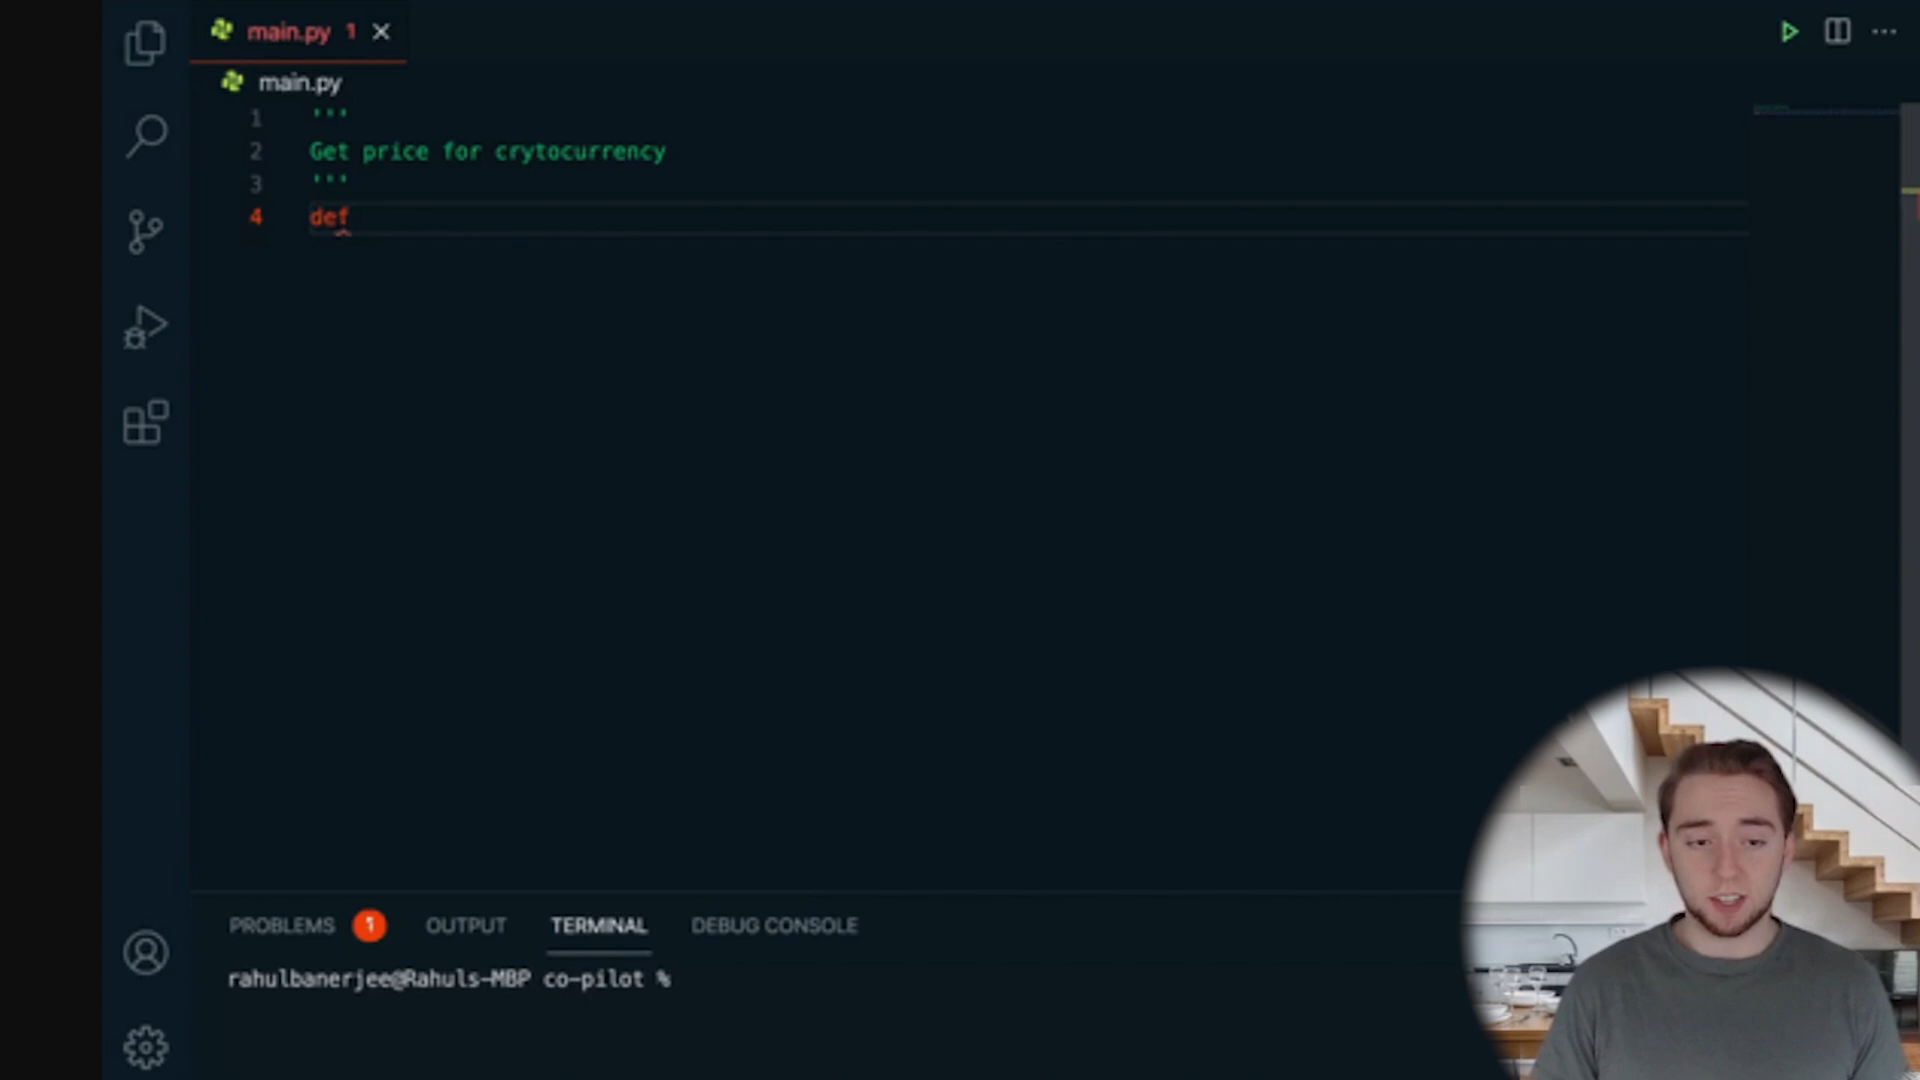 main.py 1
main.py
1 '''
2 Get price for crytocurrency
3 '''
4 def
PROBLEMS 1 OUTPUT TERMINAL DEBUG CONSOLE
rahulbanerjee@Rahuls-MBP co-pilot %